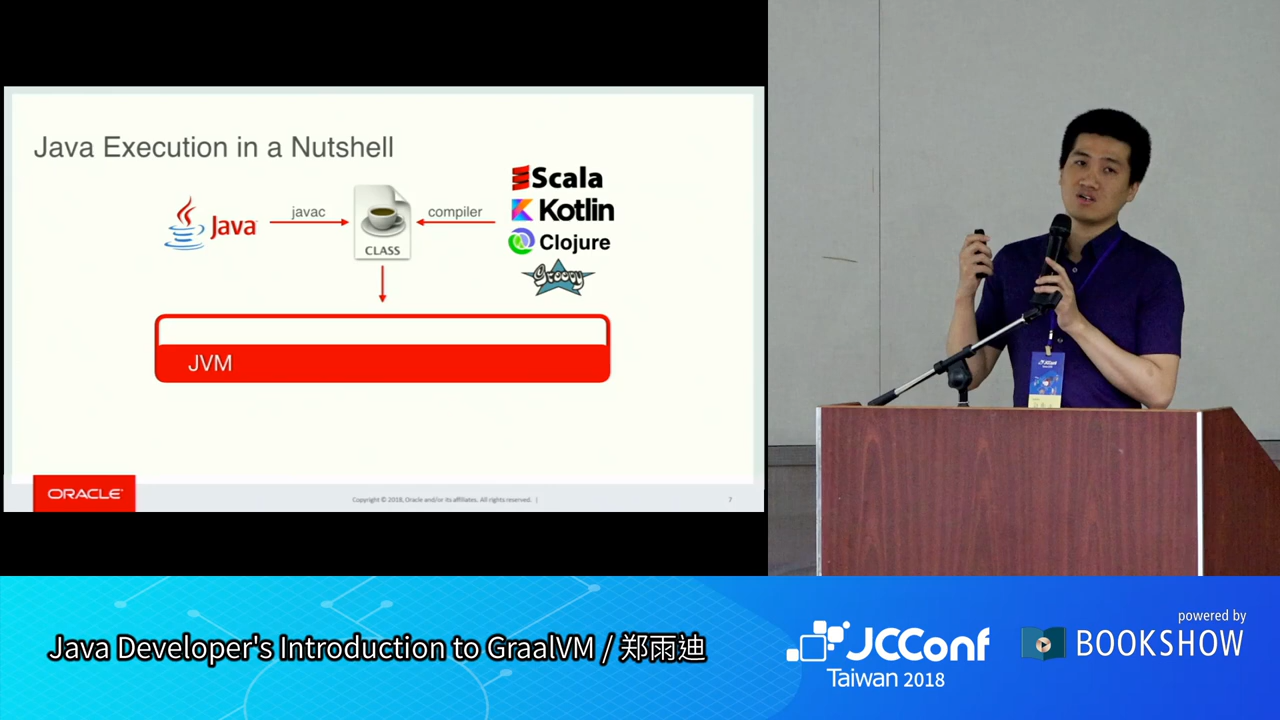 Java Execution in a Nutshell
Java
javac
CLASS
compiler
Scala
Kotlin
Clojure
Groovy
JVM
ORACLE
Copyright © 2018, Oracle and/or its affiliates. All rights reserved. |
7
JCConf
Java Developer's Introduction to GraalVM / 郑雨迪
JCConf
Taiwan 2018
powered by
BOOKSHOW